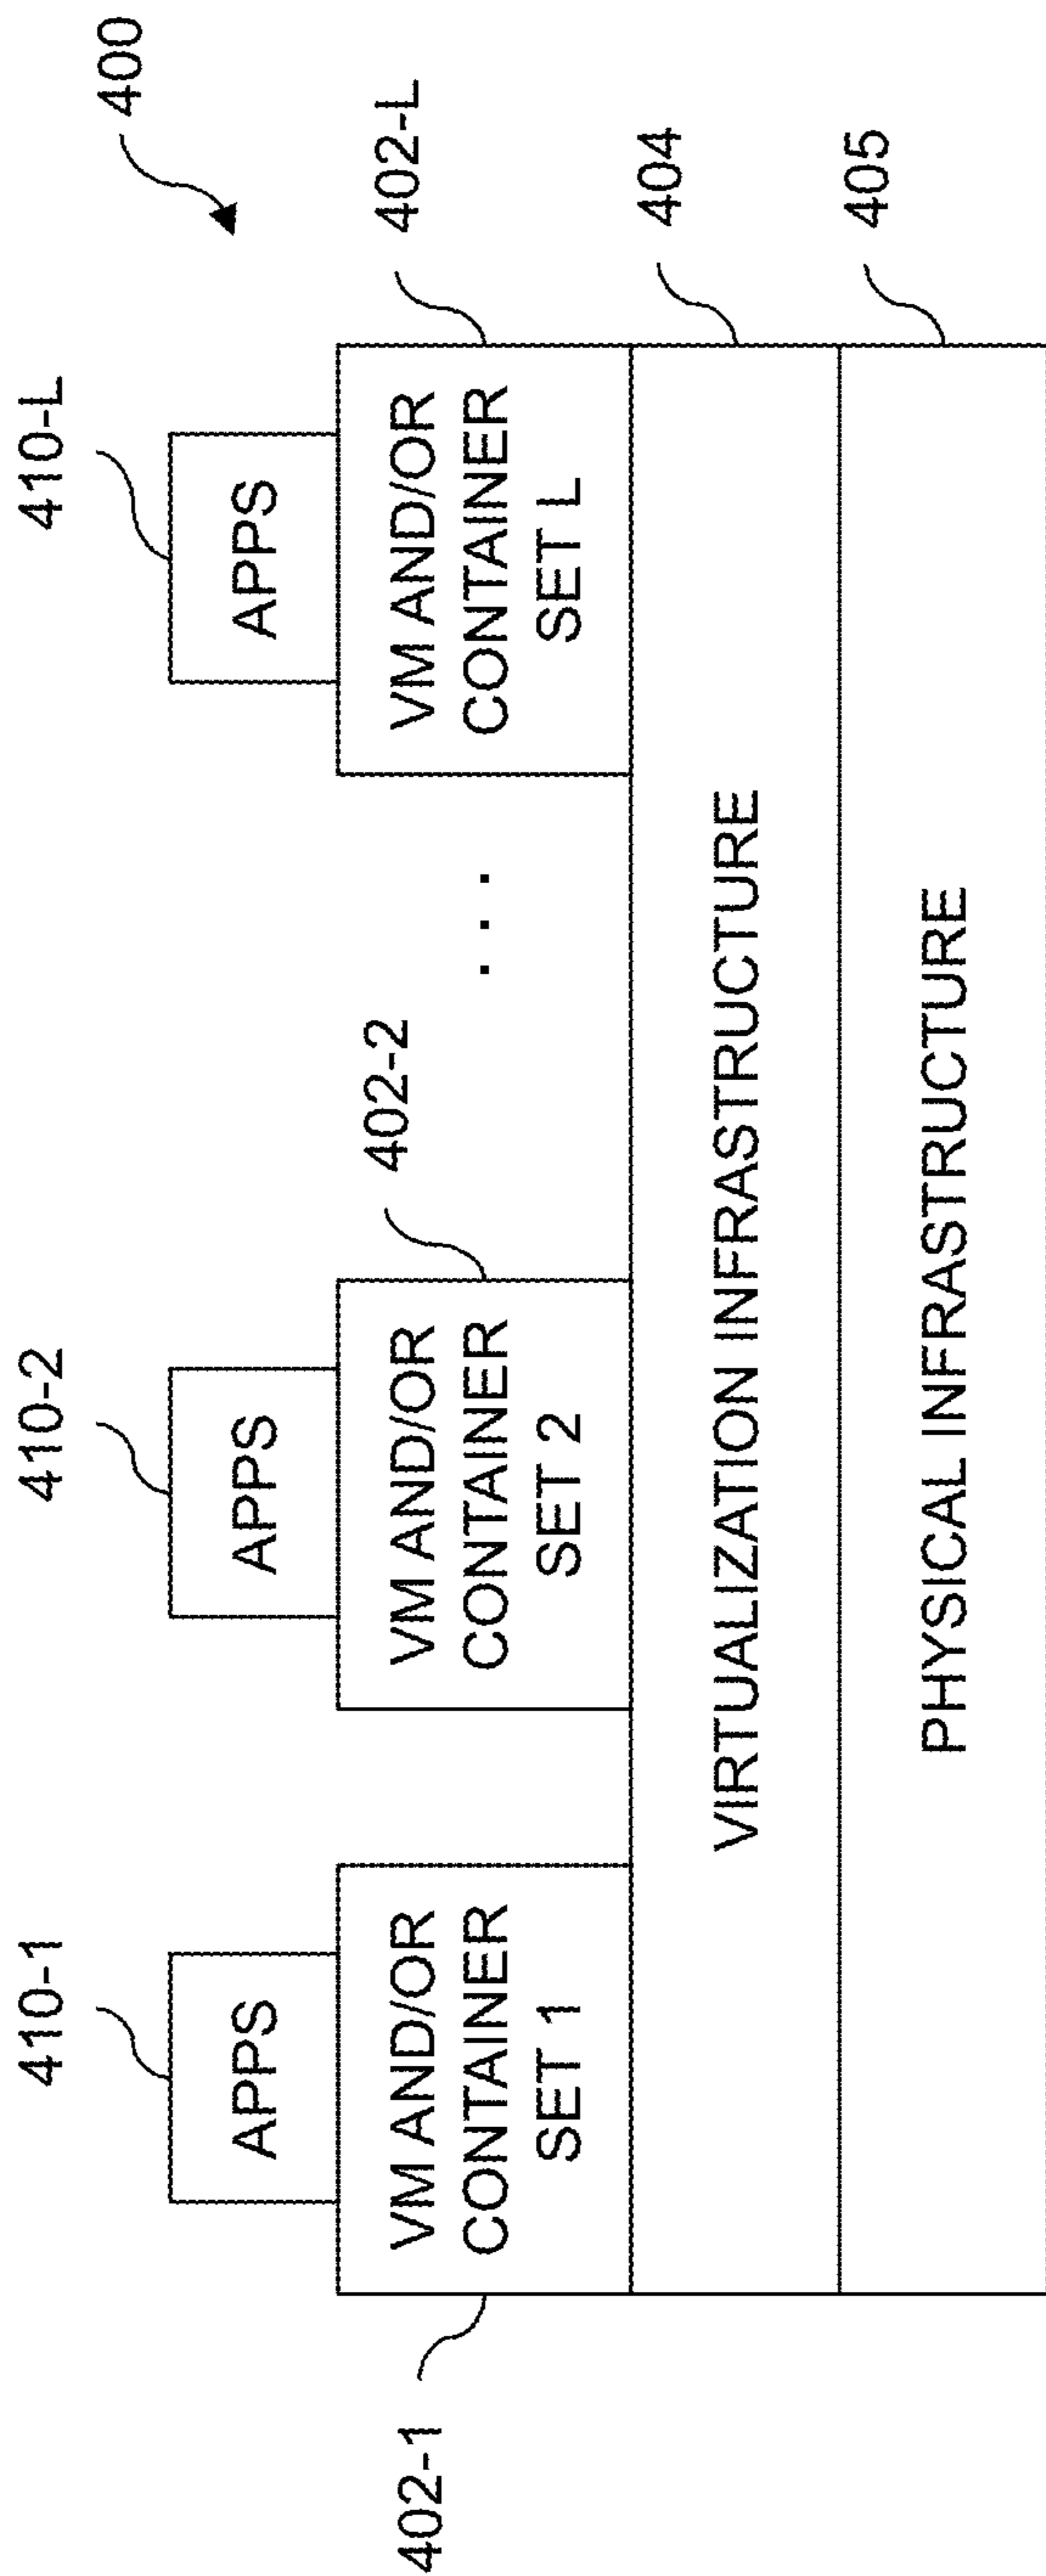 400
410-1
410-2
410-L
APPS
APPS
APPS
402-1
VM AND/OR
CONTAINER
SET 1
VM AND/OR
CONTAINER
SET 2
402-2
. . .
VM AND/OR
CONTAINER
SET L
402-L
VIRTUALIZATION INFRASTRUCTURE
404
PHYSICAL INFRASTRUCTURE
405